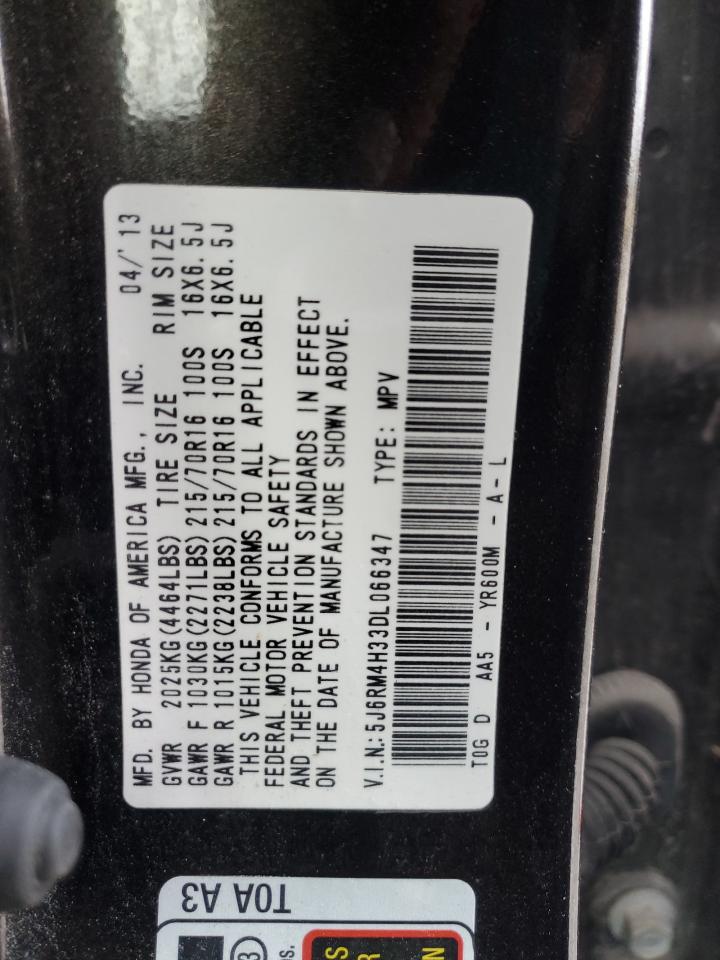 MFD. BY HONDA OF AMERICA MFG., INC. 04/'13
GVWR 2025KG(4464LBS) TIRE SIZE RIM SIZE
GAWR F 1030KG(2271LBS) 215/70R16 100S 16X6.5J
GAWR R 1015KG(2238LBS) 215/70R16 100S 16X6.5J
THIS VEHICLE CONFORMS TO ALL APPLICABLE
FEDERAL MOTOR VEHICLE SAFETY
AND THEFT PREVENTION STANDARDS IN EFFECT
ON THE DATE OF MANUFACTURE SHOWN ABOVE.
V.I.N.: 5J6RM4H33DL066347 TYPE: MPV
T0G D AA5 - YR600M - A - L
T0A A3